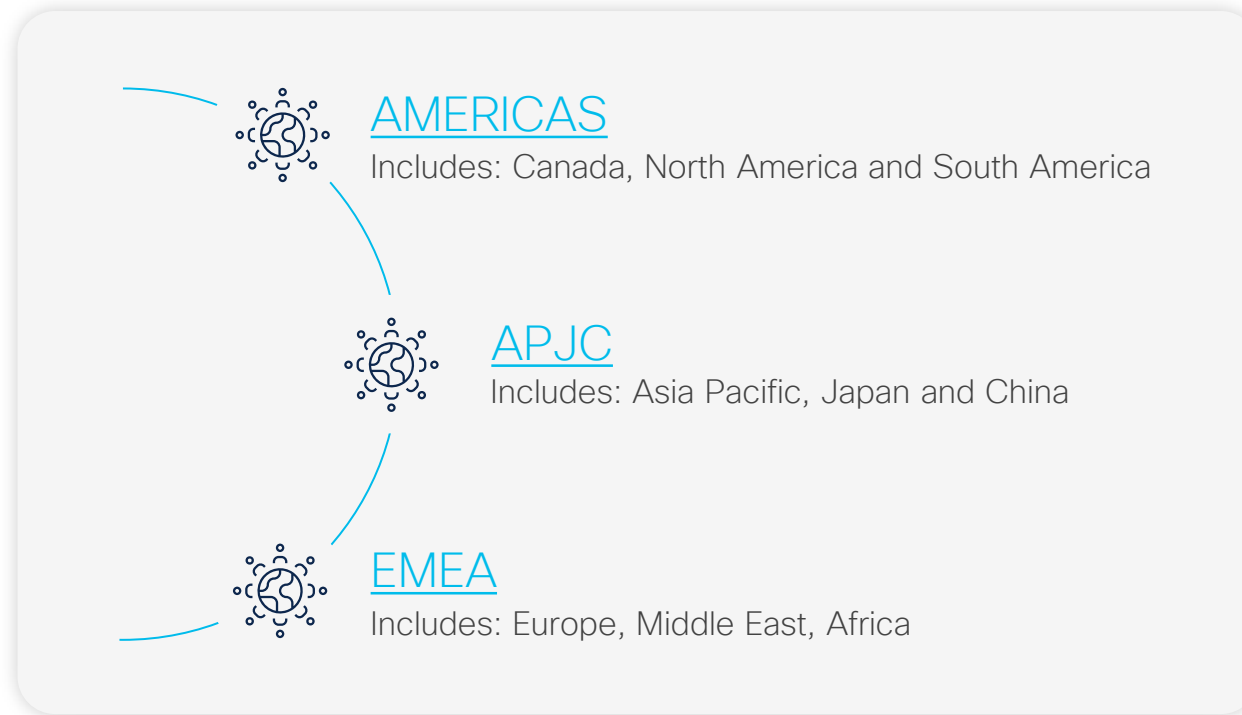 AMERICAS
Includes: Canada, North America and South America
APJC
Includes: Asia Pacific, Japan and China
EMEA
Includes: Europe, Middle East, Africa